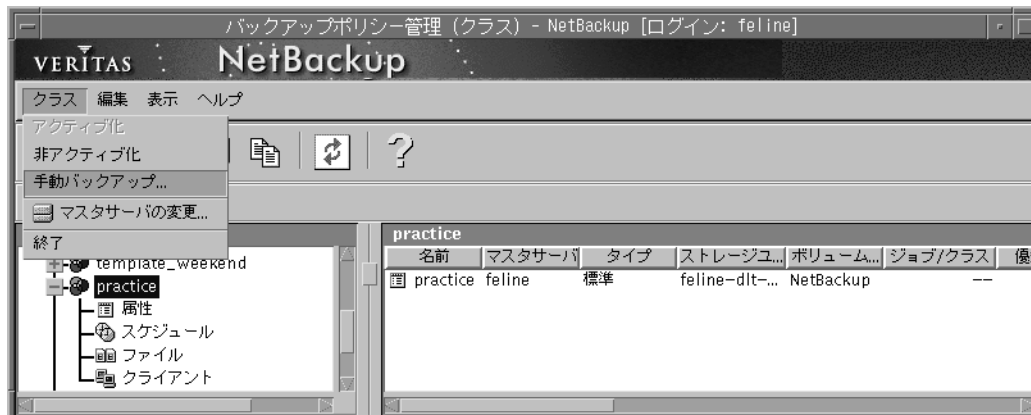 バックアップポリシー管理 (クラス) - NetBackup [ログイン: feline]
VERITAS NetBackup
クラス 編集 表示 ヘルプ
アクティブ化
非アクティブ化
手動バックアップ...
マスタサーバの変更...
終了
template_weekend
practice
属性
スケジュール
ファイル
クライアント
practice
名前 マスタサーバ タイプ ストレージユ... ボリューム... ジョブ/クラス 優
practice feline 標準 feline-dlt-... NetBackup --